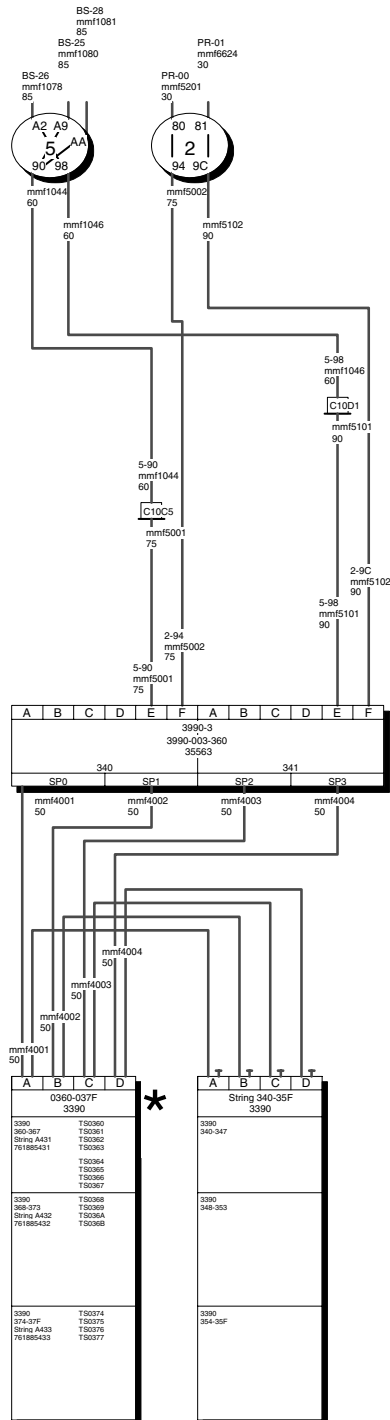 BS-28
mmf1081
85
BS-25
mmf1080
85
BS-26
mmf1078
85
PR-01
mmf6624
30
PR-00
mmf5201
30
A2 A9
AA
5
90 98
80 81
2
94 9C
mmf1044
60
mmf1046
60
mmf5002
75
mmf5102
90
5-98
mmf1046
60
C10D1
mmf5101
90
5-90
mmf1044
60
C10C5
mmf5001
75
2-9C
mmf5102
90
5-98
mmf5101
90
2-94
mmf5002
75
5-90
mmf5001
75
A B C D E F A B C D E F
3990-3
3990-003-360
35563
340 341
SP0 SP1 SP2 SP3
mmf4001
50
mmf4002
50
mmf4003
50
mmf4004
50
mmf4004
50
mmf4003
50
mmf4002
50
mmf4001
50
A B C D
0360-037F
3390
*
3390 TS0360
360-367 TS0361
String A431 TS0362
761885431 TS0363
TS0364
TS0365
TS0366
TS0367
3390 TS0368
368-373 TS0369
String A432 TS036A
761885432 TS036B
3390 TS0374
374-37F TS0375
String A433 TS0376
761885433 TS0377
A B C D
String 340-35F
3390
3390
340-347
3390
348-353
3390
354-35F